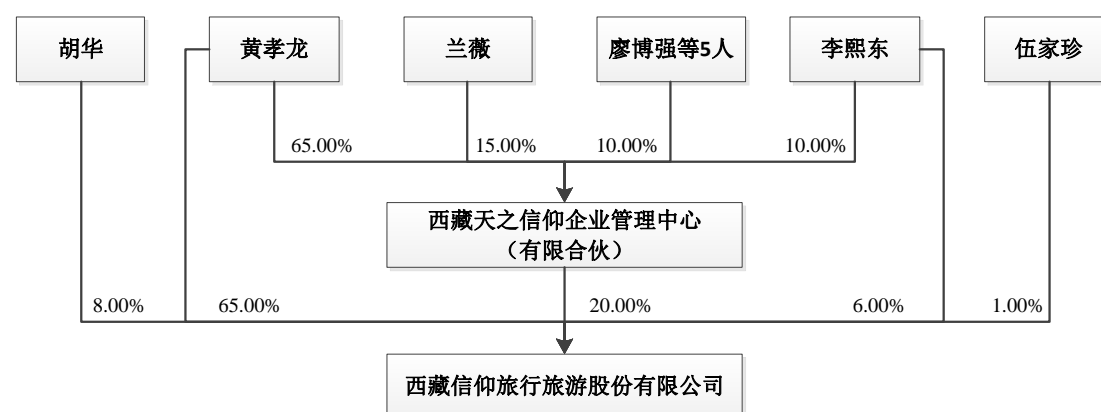 胡华
黄孝龙
兰薇
廖博强等5人
李熙东
伍家珍
65.00%
15.00%
10.00%
10.00%
西藏天之信仰企业管理中心
（有限合伙）
8.00%
65.00%
20.00%
6.00%
1.00%
西藏信仰旅行旅游股份有限公司